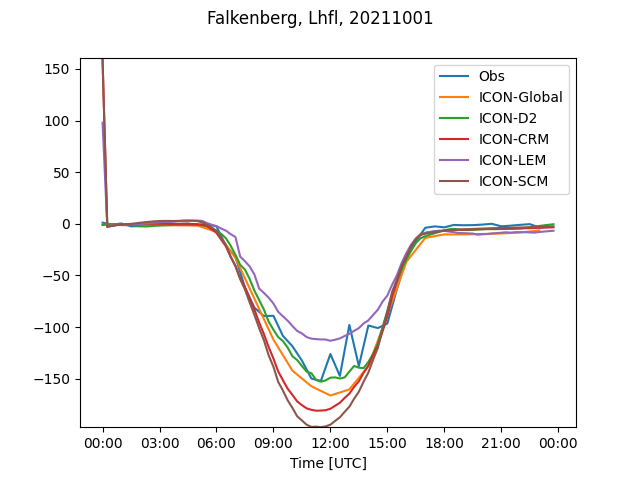 Falkenberg, Lhfl, 20211001
150
100
50
0
−50
−100
−150
Obs
ICON-Global
ICON-D2
ICON-CRM
ICON-LEM
ICON-SCM
00:00 03:00 06:00 09:00 12:00 15:00 18:00 21:00 00:00
Time [UTC]